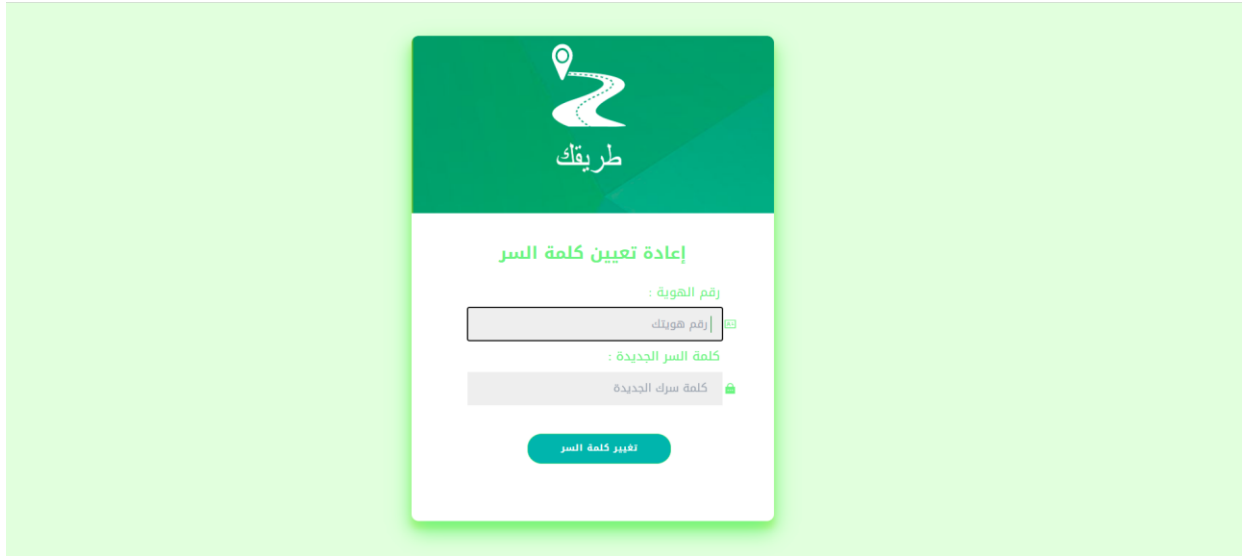 طريقك
إعادة تعيين كلمة السر
رقم الهوية :
رقم هويتك
كلمة السر الجديدة :
كلمة سرك الجديدة
تغيير كلمة السر